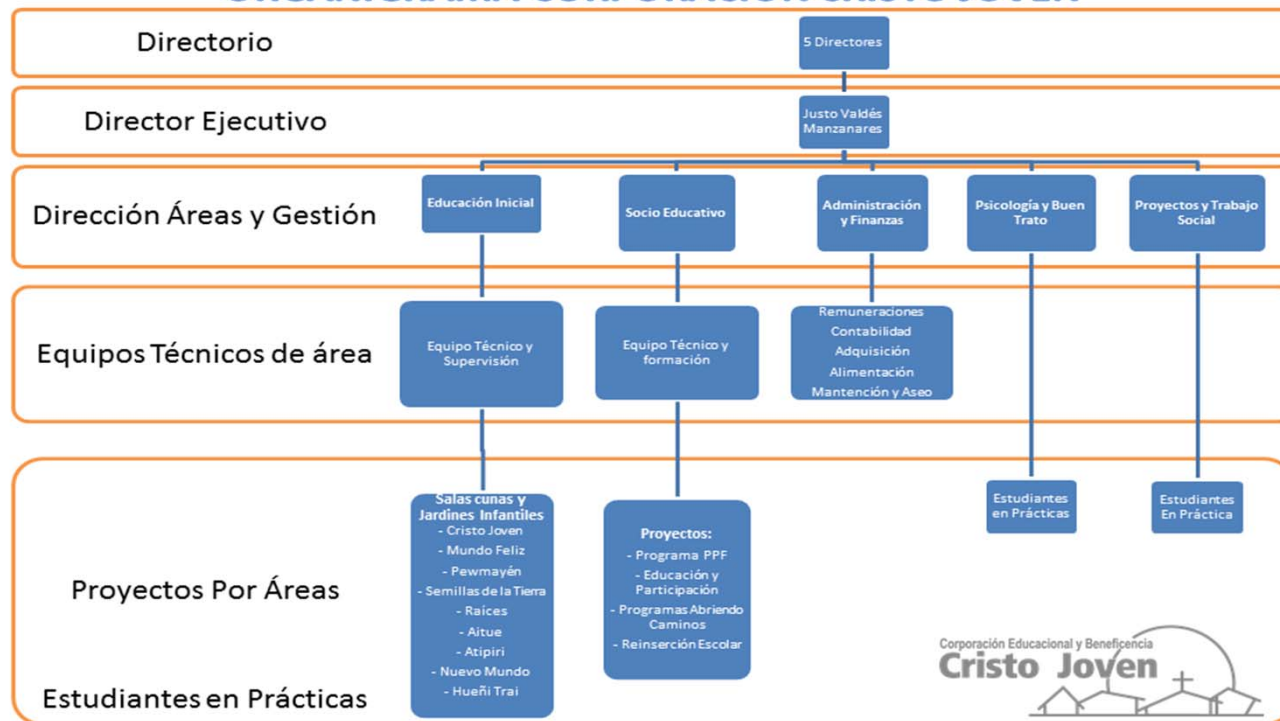 ORGANIGRAMA CORPORACIÓN CRISTO JOVEN
Directorio
5 Directores
Director Ejecutivo
Justo Valdés
Manzanares
Dirección Áreas y Gestión
Educación Inicial
Socio Educativo
Administración
y Finanzas
Psicología y Buen
Trato
Proyectos y Trabajo
Social
Equipos Técnicos de área
Equipo Técnico y
Supervisión
Equipo Técnico y
formación
Remuneraciones
Contabilidad
Adquisición
Alimentación
Mantención y Aseo
Proyectos Por Áreas
Estudiantes en Prácticas
Salas cunas y
Jardines Infantiles
- Cristo Joven
- Mundo Feliz
- Pewmayén
- Semillas de la Tierra
- Raíces
- Aitue
- Atipiri
- Nuevo Mundo
- Hueñi Trai
Proyectos:
- Programa PPF
- Educación y
Participación
- Programas Abriendo
Caminos
- Reinserción Escolar
Estudiantes
en Prácticas
Estudiantes
En Práctica
Corporación Educacional y Beneficencia
Cristo Joven